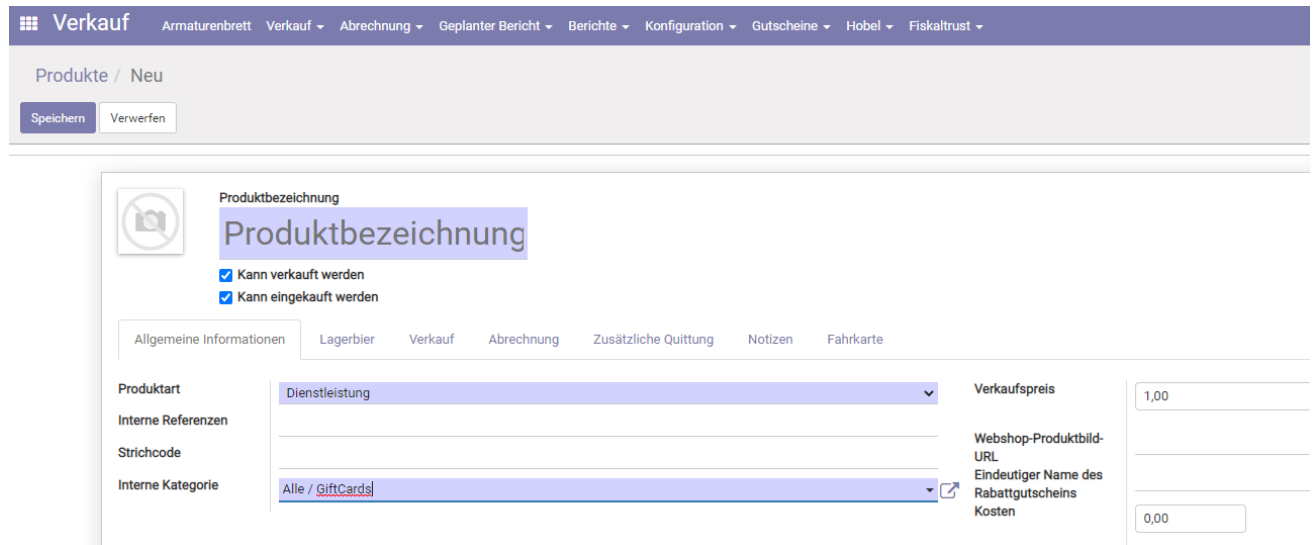 Verkauf Armaturenbrett Verkauf Abrechnung Geplanter Bericht Berichte Konfiguration Gutscheine Hobel Fiskaltrust
Produkte / Neu
Speichern Verwerfen
Produktbezeichnung
Produktbezeichnung
Kann verkauft werden
Kann eingekauft werden
Allgemeine Informationen Lagerbier Verkauf Abrechnung Zusätzliche Quittung Notizen Fahrkarte
Produktart Dienstleistung
Interne Referenzen
Strichcode
Interne Kategorie Alle / GiftCards
Verkaufspreis 1,00
Webshop-Produktbild-
URL
Eindeutiger Name des
Rabattgutscheins
Kosten 0,00